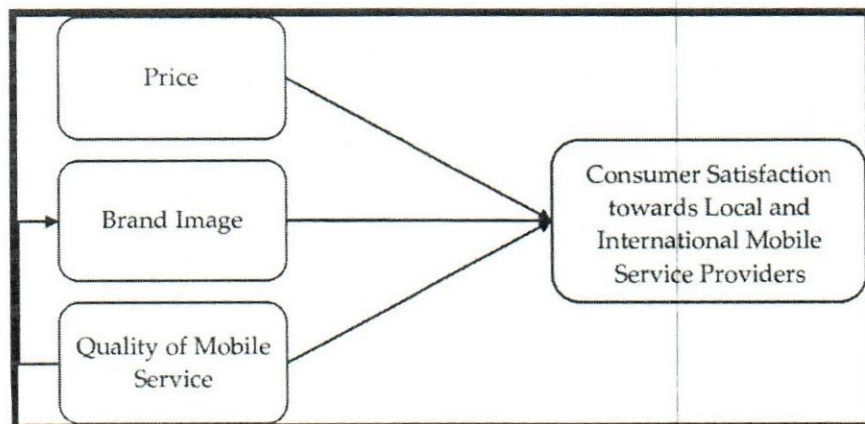 Price
Brand Image
Quality of Mobile
Service
Consumer Satisfaction
towards Local and
International Mobile
Service Providers